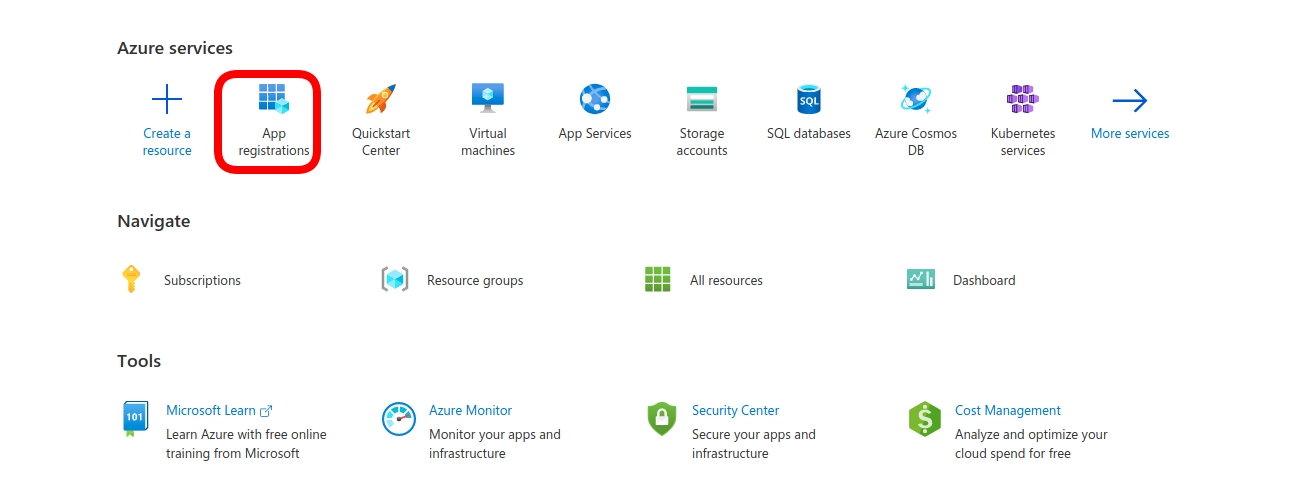 Azure services
Create a
resource
App
registrations
Quickstart
Center
Virtual
machines
App Services
Storage
accounts
SQL
SQL databases
Azure Cosmos
DB
Kubernetes
services
More services
Navigate
Subscriptions
Resource groups
All resources
Dashboard
Tools
101
Microsoft Learn
Learn Azure with free online
training from Microsoft
Azure Monitor
Monitor your apps and
infrastructure
Security Center
Secure your apps and
infrastructure
$
Cost Management
Analyze and optimize your
cloud spend for free